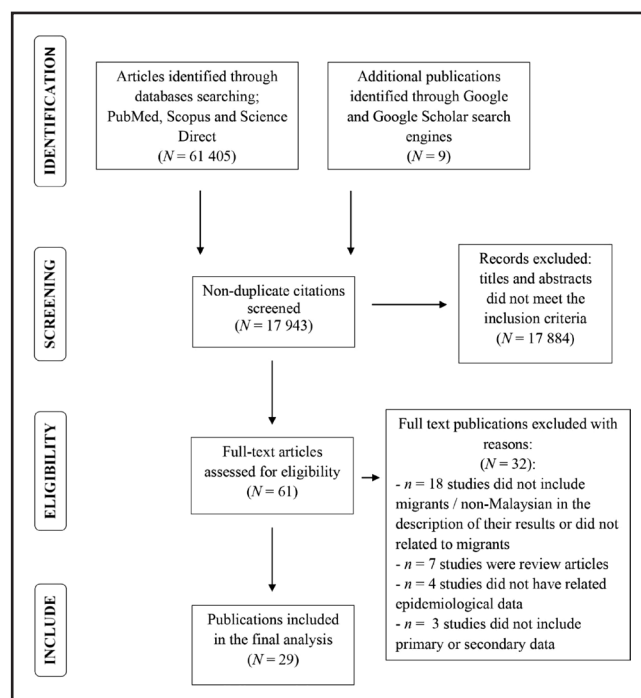 IDENTIFICATION
Articles identified through
databases searching;
PubMed, Scopus and Science
Direct
(N = 61 405)
Additional publications
identified through Google
and Google Scholar search
engines
(N = 9)
SCREENING
Non-duplicate citations
screened
(N = 17 943)
Records excluded:
titles and abstracts
did not meet the
inclusion criteria
(N = 17 884)
ELIGIBILITY
Full-text articles
assessed for eligibility
(N = 61)
Full text publications excluded with
reasons:
(N = 32):
- n = 18 studies did not include
migrants / non-Malaysian in the
description of their results or did not
related to migrants
- n = 7 studies were review articles
- n = 4 studies did not have related
epidemiological data
- n = 3 studies did not include
primary or secondary data
INCLUDE
Publications included
in the final analysis
(N = 29)